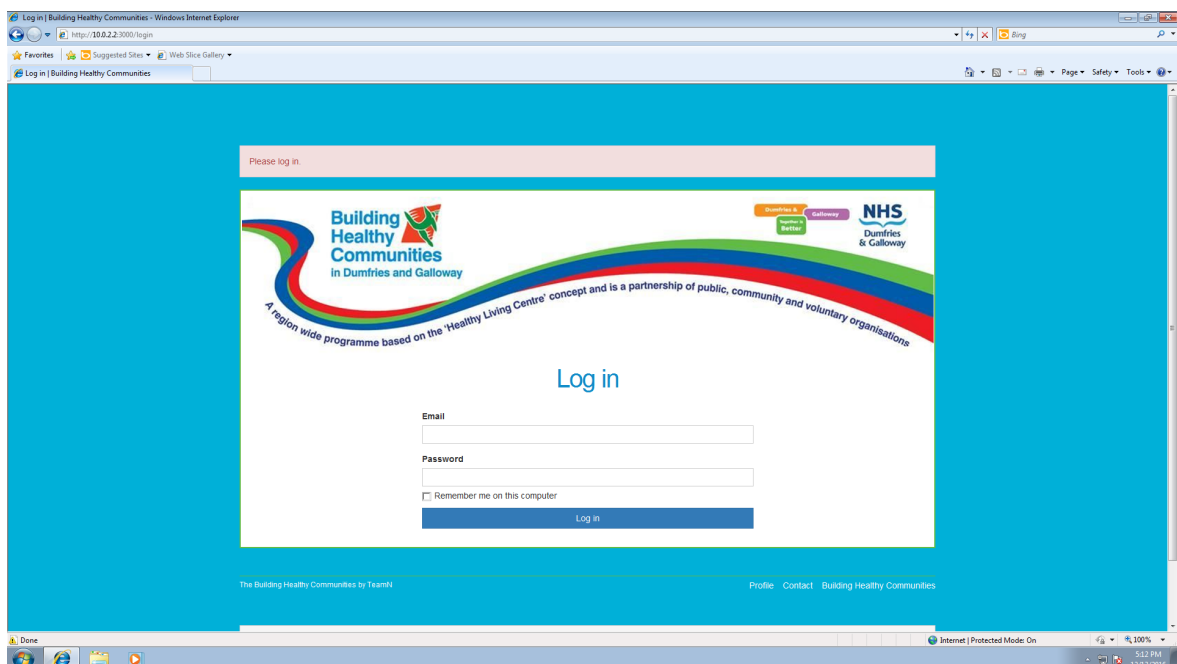 Log in | Building Healthy Communities - Windows Internet Explorer
http://10.0.2.2:3000/login
Bing
Favorites
Suggested Sites
Web Slice Gallery
Log in | Building Healthy Communities
Page
Safety
Tools
Please log in.
Building
Healthy
Communities
in Dumfries and Galloway
Dumfries &
Galloway
Together is
Better
NHS
Dumfries
& Galloway
A region wide programme based on the 'Healthy Living Centre' concept and is a partnership of public, community and voluntary organisations
Log in
Email
Password
Remember me on this computer
Log in
The Building Healthy Communities by TeamN
Profile Contact Building Healthy Communities
Done
Internet | Protected Mode: On
100%
5:12 PM